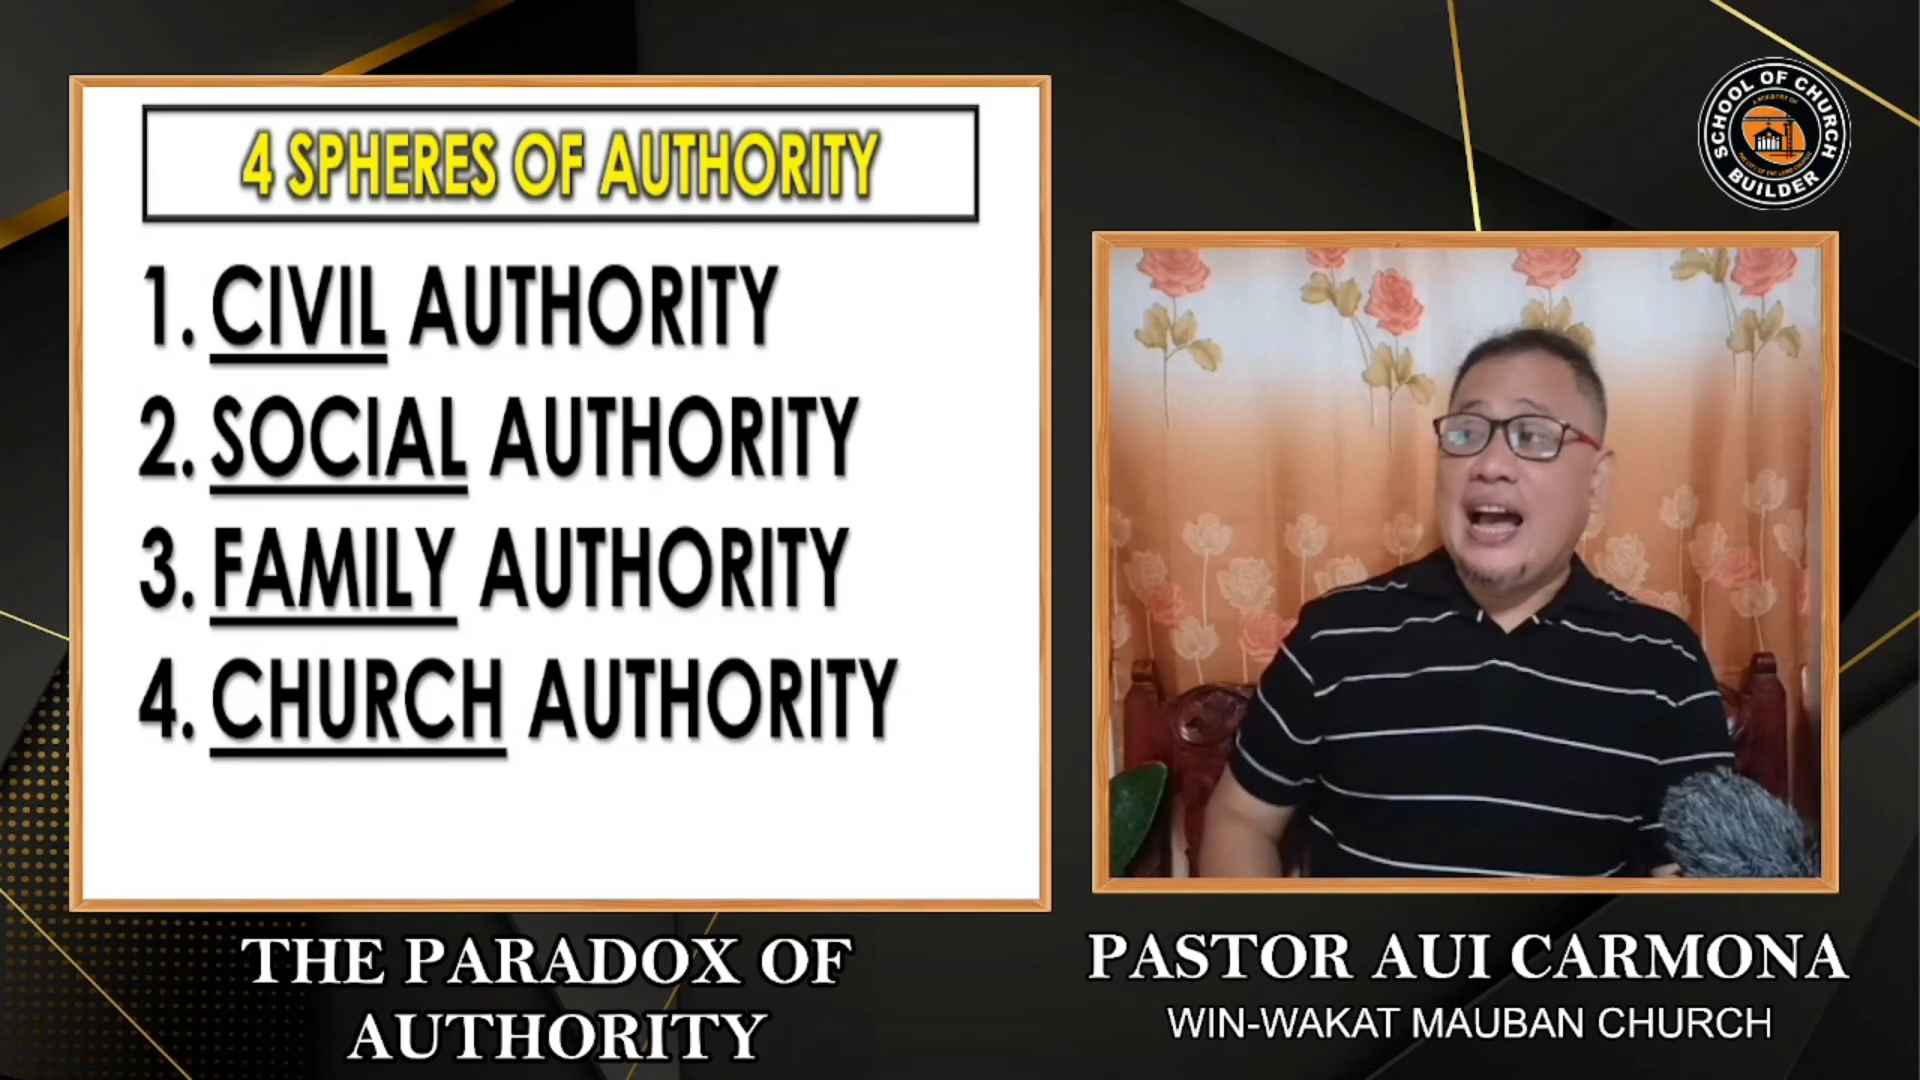 4 SPHERES OF AUTHORITY
1. CIVIL AUTHORITY
2. SOCIAL AUTHORITY
3. FAMILY AUTHORITY
4. CHURCH AUTHORITY
THE PARADOX OF
AUTHORITY
SCHOOL OF CHURCH
BUILDER
PASTOR AUI CARMONA
WIN-WAKAT MAUBAN CHURCH